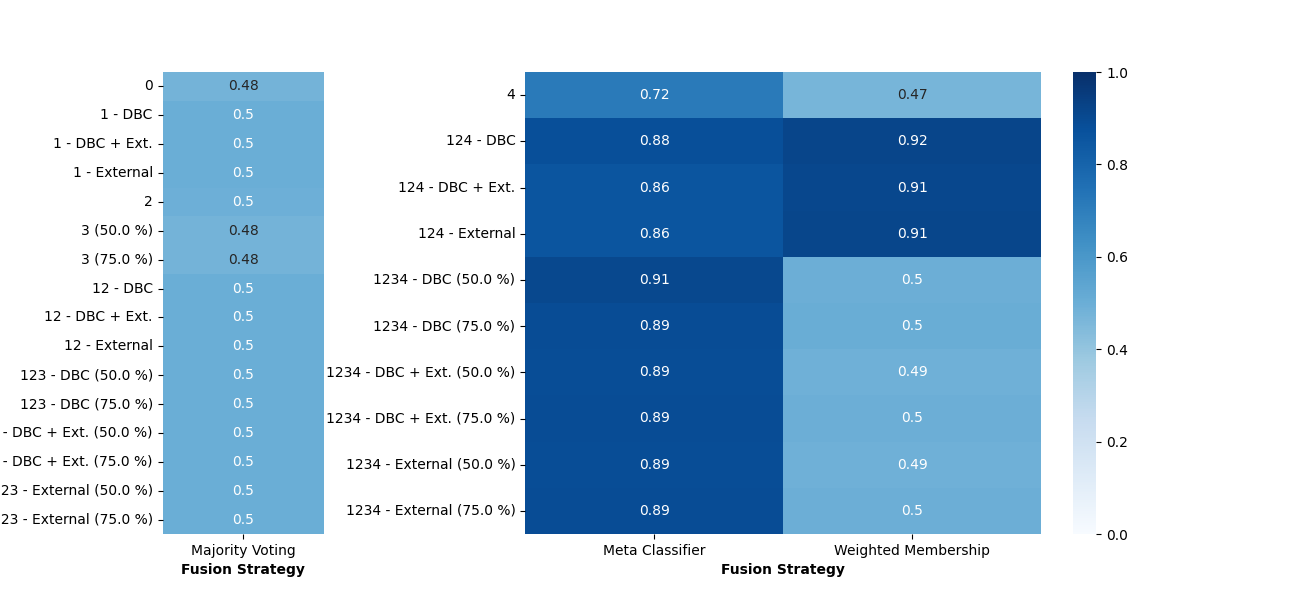 0 0.48
1 - DBC 0.5
1 - DBC + Ext. 0.5
1 - External 0.5
2 0.5
3 (50.0 %) 0.48
3 (75.0 %) 0.48
12 - DBC 0.5
12 - DBC + Ext. 0.5
12 - External 0.5
123 - DBC (50.0 %) 0.5
123 - DBC (75.0 %) 0.5
- DBC + Ext. (50.0 %) 0.5
- DBC + Ext. (75.0 %) 0.5
23 - External (50.0 %) 0.5
23 - External (75.0 %) 0.5
Majority Voting
Fusion Strategy
4 0.72 0.47
124 - DBC 0.88 0.92
124 - DBC + Ext. 0.86 0.91
124 - External 0.86 0.91
1234 - DBC (50.0 %) 0.91 0.5
1234 - DBC (75.0 %) 0.89 0.5
1234 - DBC + Ext. (50.0 %) 0.89 0.49
1234 - DBC + Ext. (75.0 %) 0.89 0.5
1234 - External (50.0 %) 0.89 0.49
1234 - External (75.0 %) 0.89 0.5
Meta Classifier Weighted Membership
Fusion Strategy
1.0
0.8
0.6
0.4
0.2
0.0